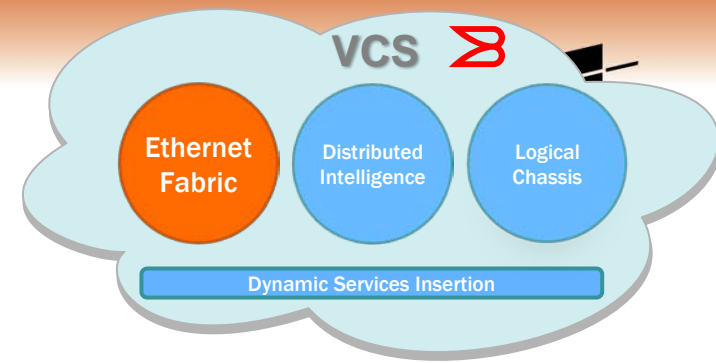 VCS
Ethernet
Fabric
Distributed
Intelligence
Logical
Chassis
Dynamic Services Insertion